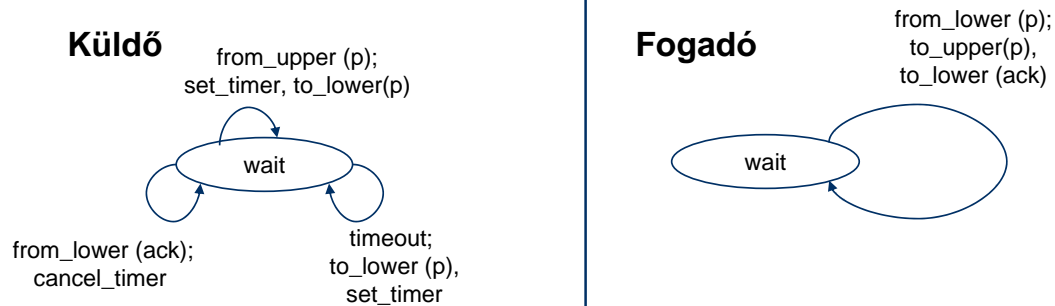 Küldő
from_upper (p);
set_timer, to_lower(p)
wait
from_lower (ack);
cancel_timer
timeout;
to_lower (p),
set_timer
Fogadó
from_lower (p);
to_upper(p),
to_lower (ack)
wait